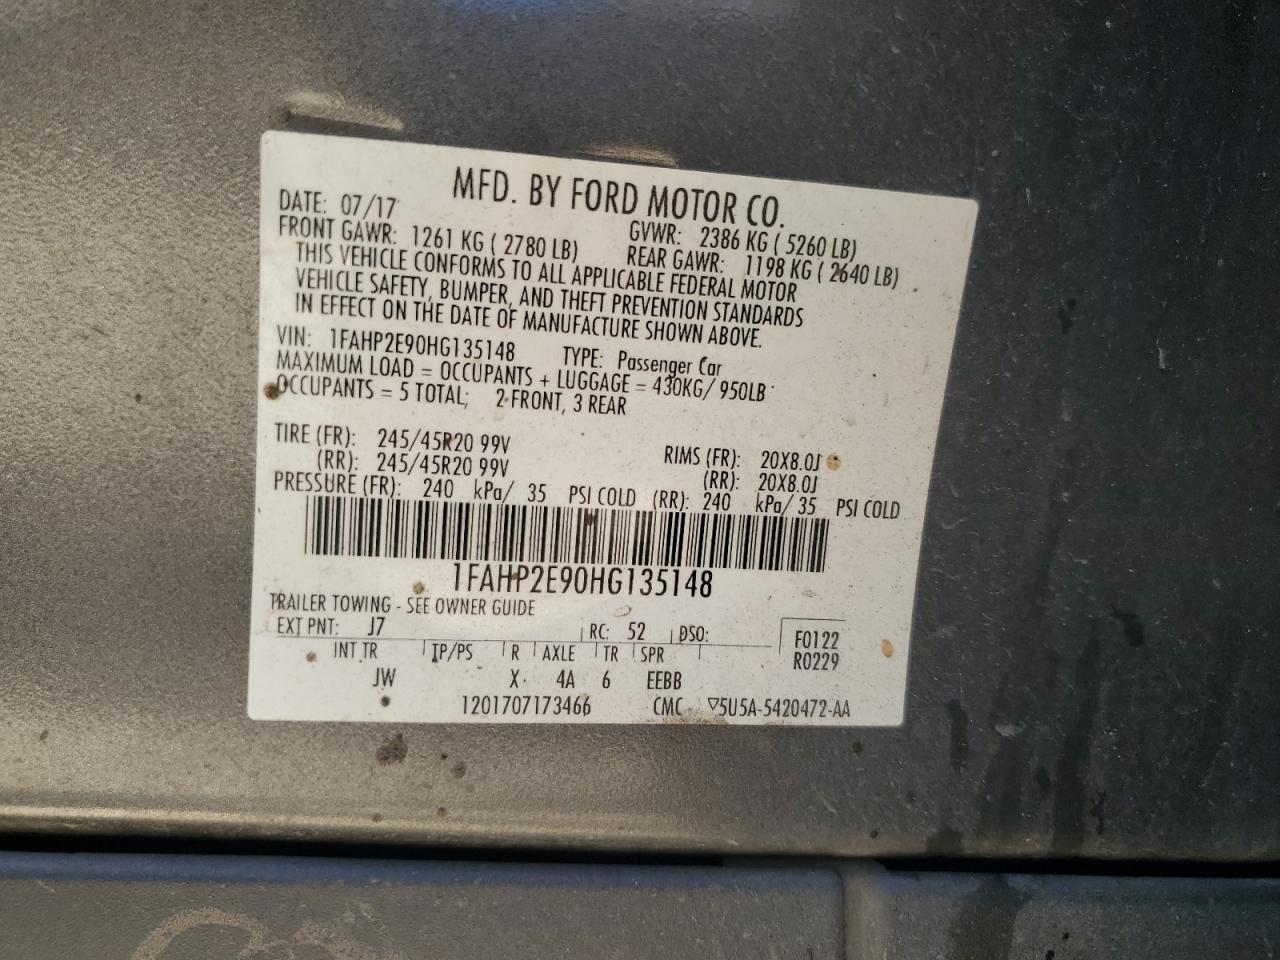 MFD. BY FORD MOTOR CO.
DATE: 07/17 GVWR: 2386 KG ( 5260 LB)
FRONT GAWR: 1261 KG ( 2780 LB) REAR GAWR: 1198 KG ( 2640 LB)
THIS VEHICLE CONFORMS TO ALL APPLICABLE FEDERAL MOTOR
VEHICLE SAFETY, BUMPER, AND THEFT PREVENTION STANDARDS
IN EFFECT ON THE DATE OF MANUFACTURE SHOWN ABOVE.
VIN: 1FAHP2E90HG135148 TYPE: Passenger Car
MAXIMUM LOAD = OCCUPANTS + LUGGAGE = 430KG/ 950LB
OCCUPANTS = 5 TOTAL; 2 FRONT, 3 REAR
TIRE (FR): 245/45R20 99V RIMS (FR): 20X8.0J
(RR): 245/45R20 99V (RR): 20X8.0J
PRESSURE (FR): 240 kPa/ 35 PSI COLD (RR): 240 kPa/ 35 PSI COLD
1FAHP2E90HG135148
TRAILER TOWING - SEE OWNER GUIDE
EXT PNT: J7 RC: 52 DSO: F0122
INT TR TP/PS R AXLE TR SPR R0229
JW X 4A 6 EEBB
1201707173466 CMC ▽5U5A-5420472-AA